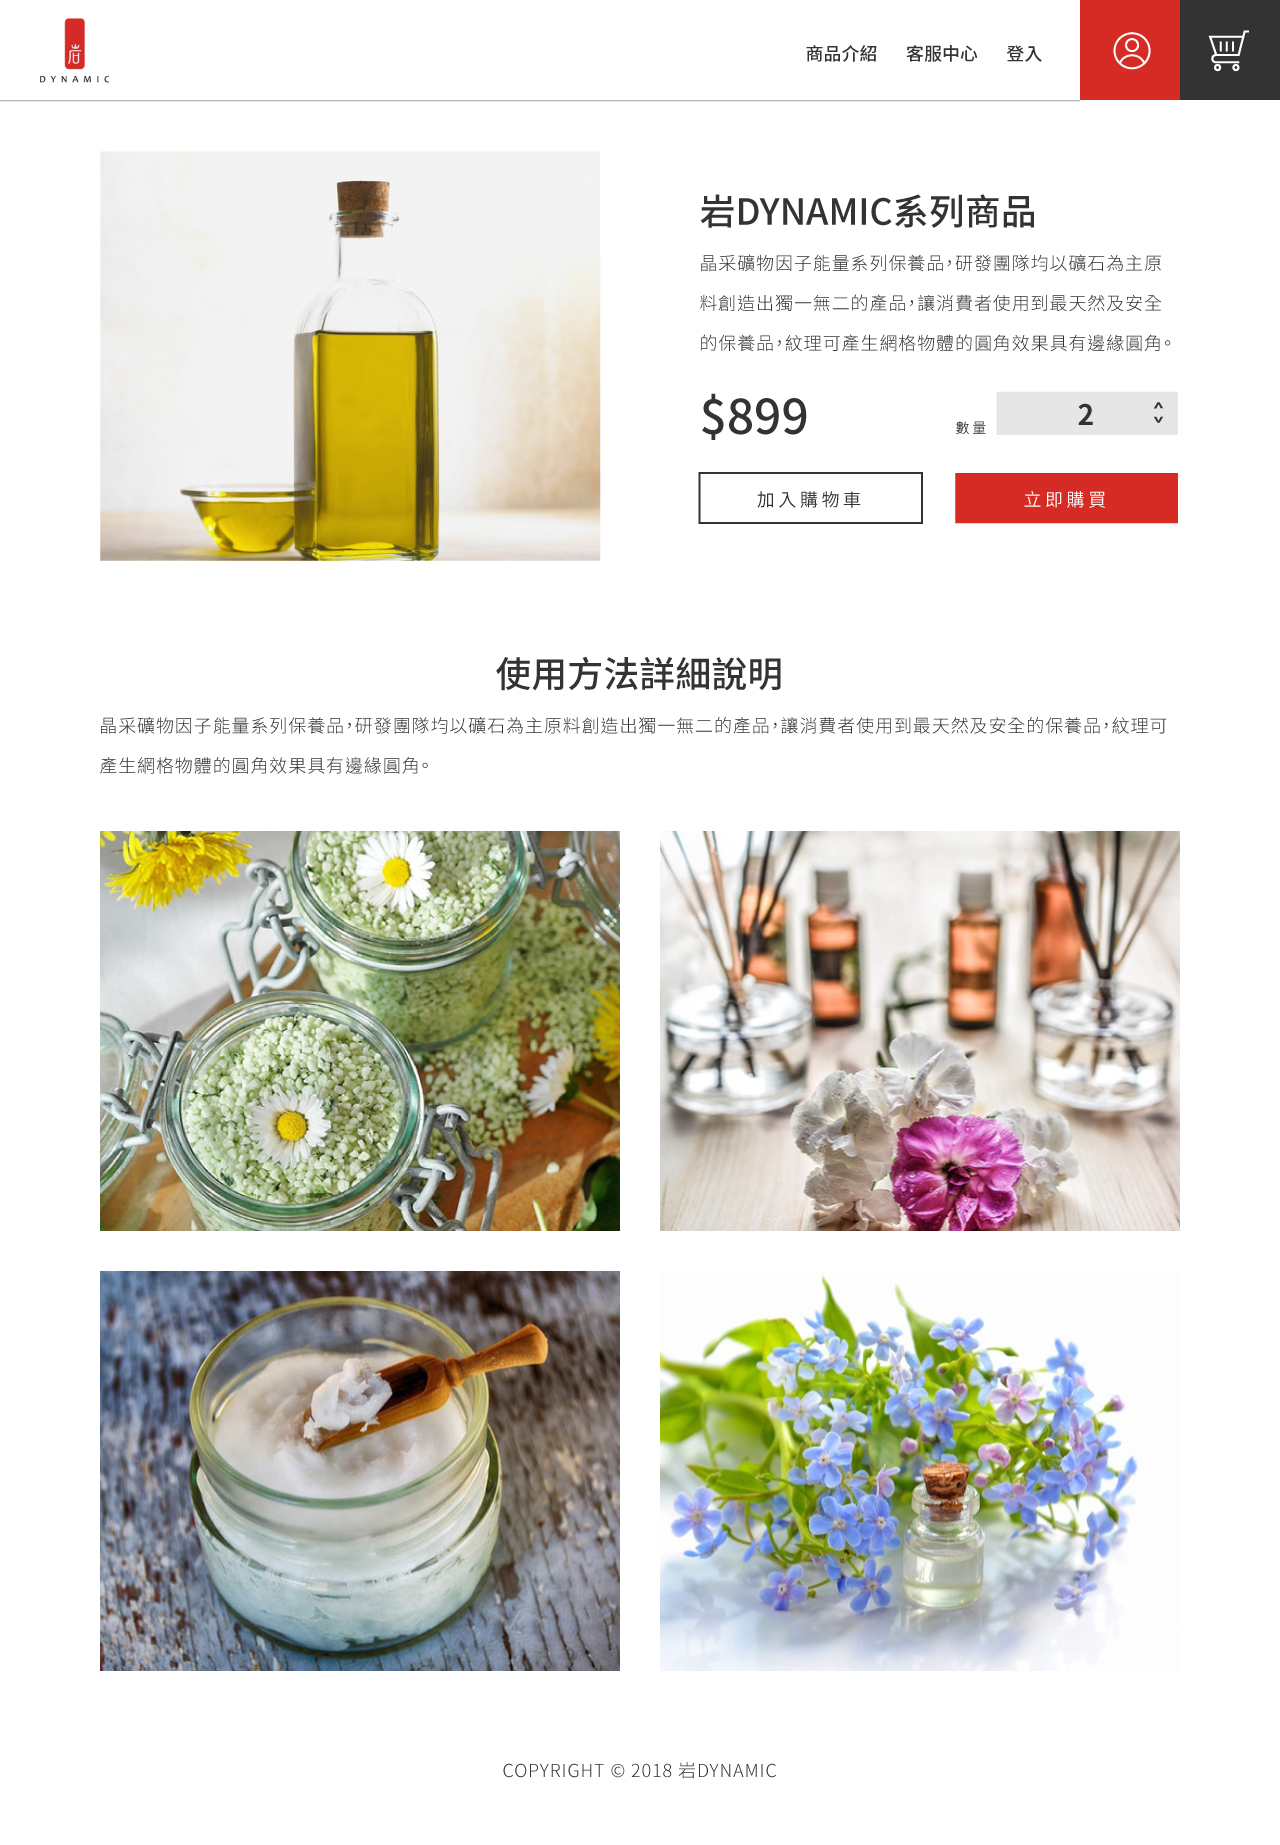 岩
DYNAMIC
商品介紹 客服中心 登入
岩DYNAMIC系列商品
晶采礦物因子能量系列保養品，研發團隊均以礦石為主原
料創造出獨一無二的產品，讓消費者使用到最天然及安全
的保養品，紋理可產生網格物體的圓角效果具有邊緣圓角。
$899
數量 2
加入購物車 立即購買
使用方法詳細說明
晶采礦物因子能量系列保養品，研發團隊均以礦石為主原料創造出獨一無二的產品，讓消費者使用到最天然及安全的保養品，紋理可
產生網格物體的圓角效果具有邊緣圓角。
COPYRIGHT © 2018 岩DYNAMIC